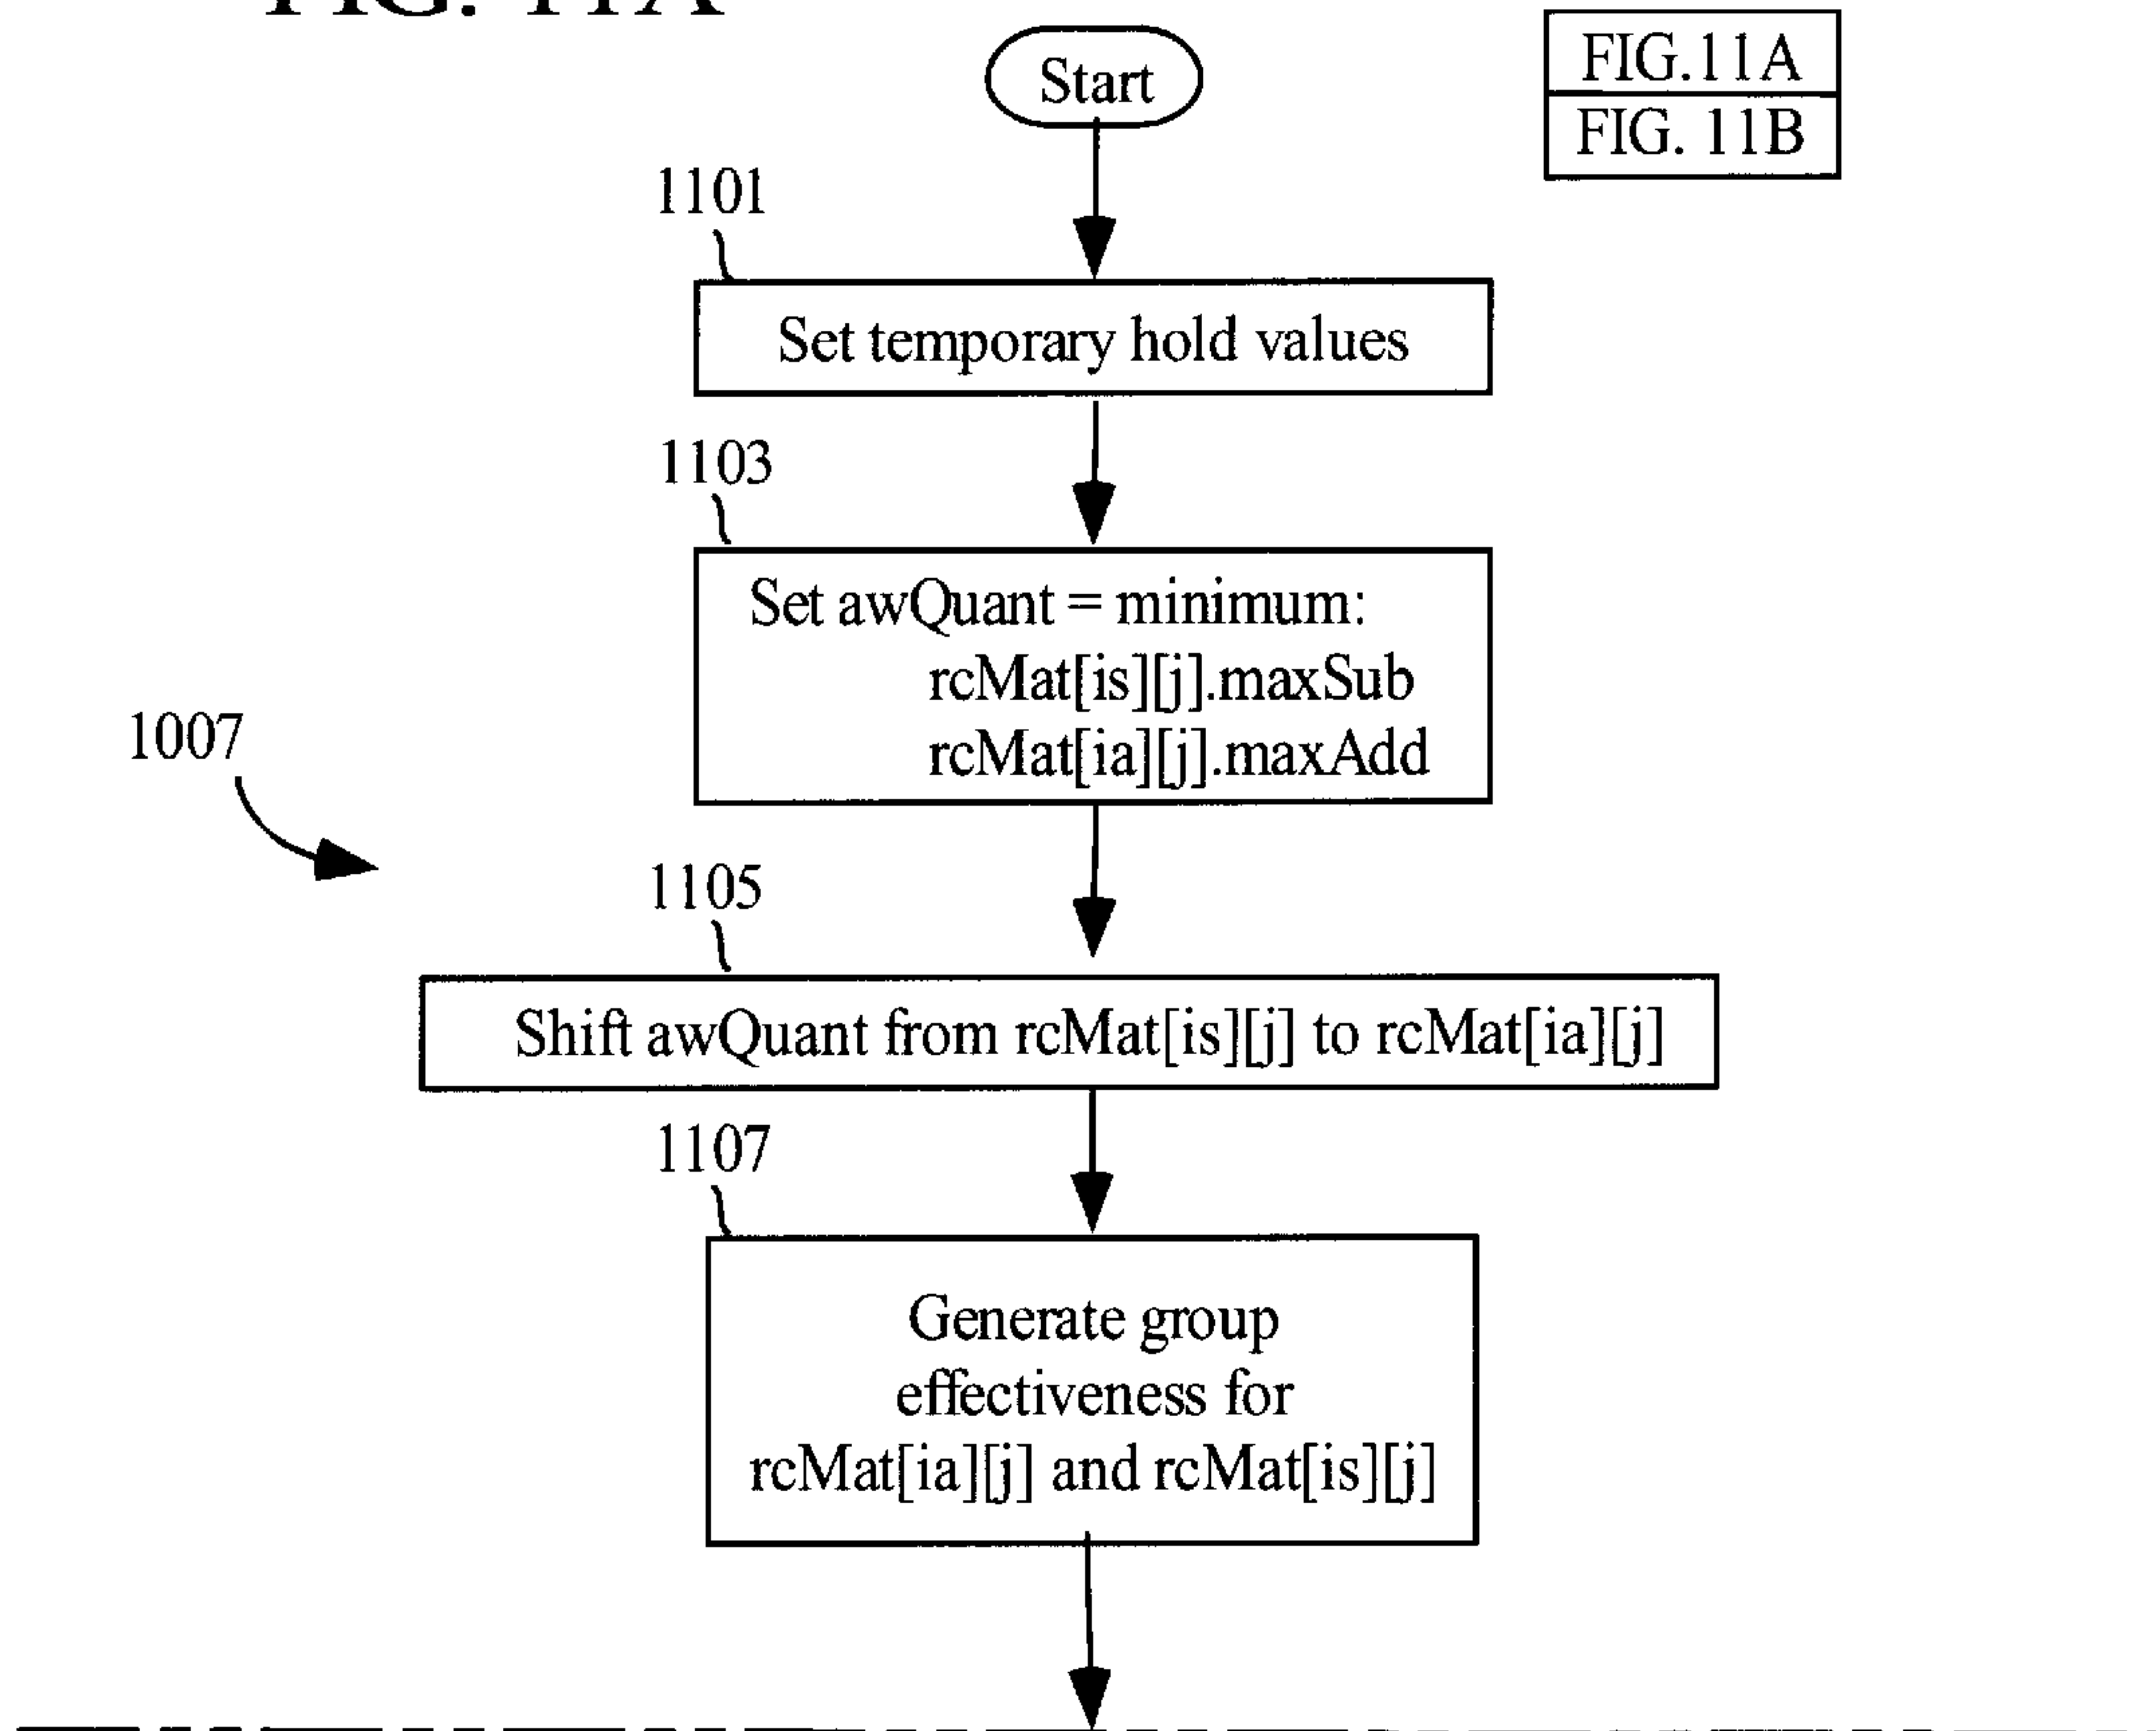 FIG. 11A
Start
FIG.11A
FIG. 11B
1101
Set temporary hold values
1103
Set awQuant = minimum:
rcMat[is][j].maxSub
rcMat[ia][j].maxAdd
1007
1105
Shift awQuant from rcMat[is][j] to rcMat[ia][j]
1107
Generate group
effectiveness for
rcMat[ia][j] and rcMat[is][j]